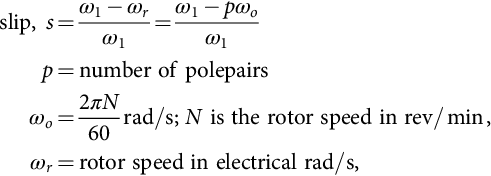 slip, s = (ω₁ − ωᵣ)/ω₁ = (ω₁ − pωₒ)/ω₁
p = number of polepairs
ωₒ = 2πN/60 rad/s; N is the rotor speed in rev/min,
ωᵣ = rotor speed in electrical rad/s,